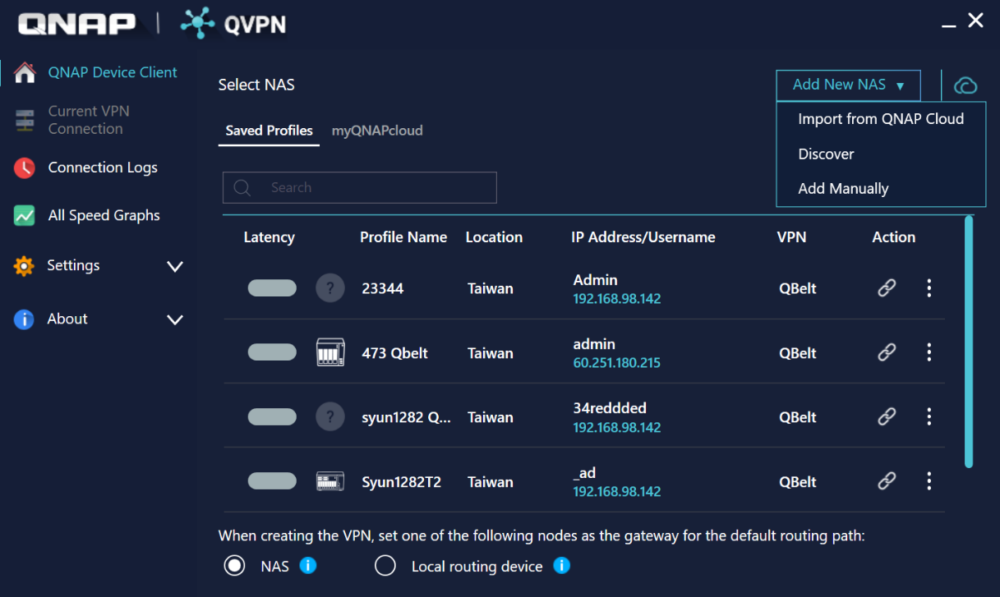 QNAP | QVPN
QNAP Device Client
Current VPN
Connection
Connection Logs
All Speed Graphs
Settings
About
Select NAS
Add New NAS ▼
Import from QNAP Cloud
Discover
Add Manually
Saved Profiles myQNAPcloud
Search
Latency Profile Name Location IP Address/Username VPN Action
? 23344 Taiwan Admin QBelt
192.168.98.142
473 Qbelt Taiwan admin QBelt
60.251.180.215
? syun1282 Q... Taiwan 34reddded QBelt
192.168.98.142
Syun1282T2 Taiwan _ad QBelt
192.168.98.142
When creating the VPN, set one of the following nodes as the gateway for the default routing path:
NAS i Local routing device i